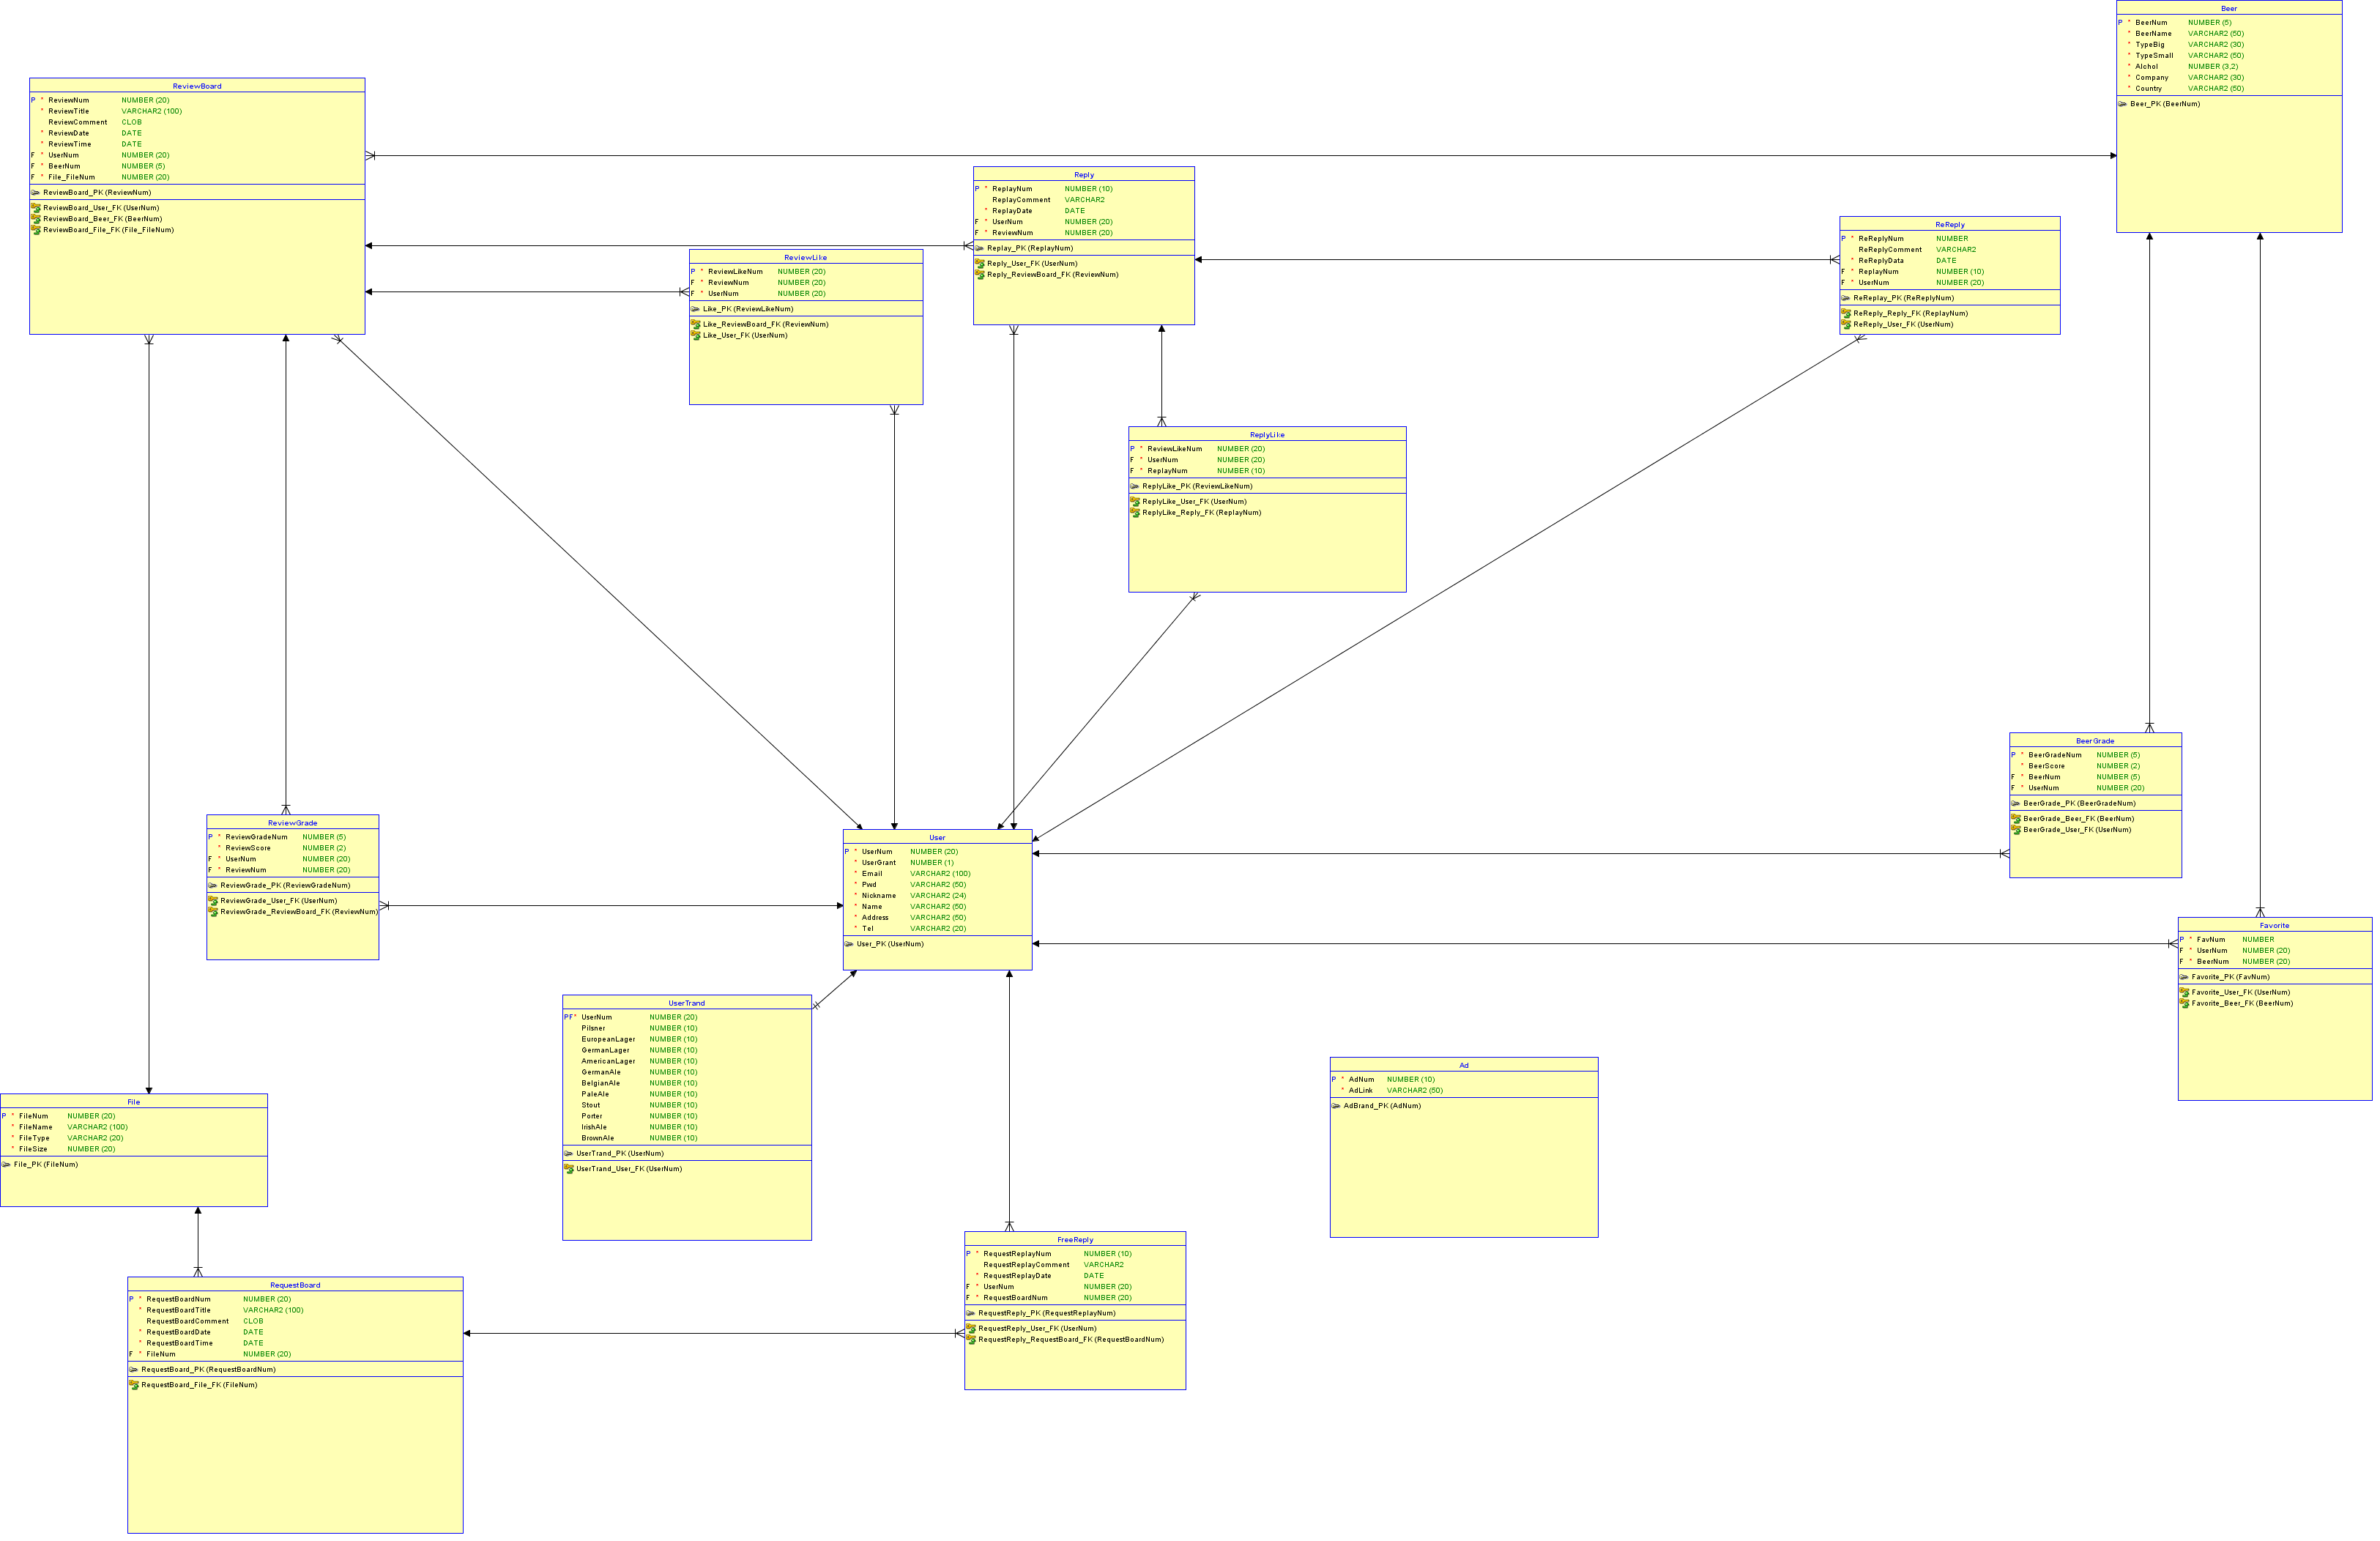 Beer
P * BeerNum NUMBER (5)
* BeerName VARCHAR2 (50)
* TypeBig VARCHAR2 (30)
* TypeSmall VARCHAR2 (50)
* Alchol NUMBER (3,2)
* Company VARCHAR2 (30)
* Country VARCHAR2 (50)
Beer_PK (BeerNum)
ReviewBoard
P * ReviewNum NUMBER (20)
* ReviewTitle VARCHAR2 (100)
ReviewComment CLOB
* ReviewDate DATE
* ReviewTime DATE
F * UserNum NUMBER (20)
F * BeerNum NUMBER (5)
F * File_FileNum NUMBER (20)
ReviewBoard_PK (ReviewNum)
ReviewBoard_User_FK (UserNum)
ReviewBoard_Beer_FK (BeerNum)
ReviewBoard_File_FK (File_FileNum)
Reply
P * ReplayNum NUMBER (10)
ReplayComment VARCHAR2
* ReplayDate DATE
F * UserNum NUMBER (20)
F * ReviewNum NUMBER (20)
Replay_PK (ReplayNum)
Reply_User_FK (UserNum)
Reply_ReviewBoard_FK (ReviewNum)
ReReply
P * ReReplyNum NUMBER
ReReplyComment VARCHAR2
* ReReplyData DATE
F * ReplayNum NUMBER (10)
F * UserNum NUMBER (20)
ReReplay_PK (ReReplyNum)
ReReply_Reply_FK (ReplayNum)
ReReply_User_FK (UserNum)
ReviewLike
P * ReviewLikeNum NUMBER (20)
F * ReviewNum NUMBER (20)
F * UserNum NUMBER (20)
Like_PK (ReviewLikeNum)
Like_ReviewBoard_FK (ReviewNum)
Like_User_FK (UserNum)
ReplyLike
P * ReviewLikeNum NUMBER (20)
F * UserNum NUMBER (20)
F * ReplayNum NUMBER (10)
ReplyLike_PK (ReviewLikeNum)
ReplyLike_User_FK (UserNum)
ReplyLike_Reply_FK (ReplayNum)
BeerGrade
P * BeerGradeNum NUMBER (5)
* BeerScore NUMBER (2)
F * BeerNum NUMBER (5)
F * UserNum NUMBER (20)
BeerGrade_PK (BeerGradeNum)
BeerGrade_Beer_FK (BeerNum)
BeerGrade_User_FK (UserNum)
ReviewGrade
P * ReviewGradeNum NUMBER (5)
* ReviewScore NUMBER (2)
F * UserNum NUMBER (20)
F * ReviewNum NUMBER (20)
ReviewGrade_PK (ReviewGradeNum)
ReviewGrade_User_FK (UserNum)
ReviewGrade_ReviewBoard_FK (ReviewNum)
User
P * UserNum NUMBER (20)
* UserGrant NUMBER (1)
* Email VARCHAR2 (100)
* Pwd VARCHAR2 (50)
* Nickname VARCHAR2 (24)
* Name VARCHAR2 (50)
* Address VARCHAR2 (50)
* Tel VARCHAR2 (20)
User_PK (UserNum)
Favorite
P * FavNum NUMBER
F * UserNum NUMBER (20)
F * BeerNum NUMBER (20)
Favorite_PK (FavNum)
Favorite_User_FK (UserNum)
Favorite_Beer_FK (BeerNum)
UserTrand
PF* UserNum NUMBER (20)
Pilsner NUMBER (10)
EuropeanLager NUMBER (10)
GermanLager NUMBER (10)
AmericanLager NUMBER (10)
GermanAle NUMBER (10)
BelgianAle NUMBER (10)
PaleAle NUMBER (10)
Stout NUMBER (10)
Porter NUMBER (10)
IrishAle NUMBER (10)
BrownAle NUMBER (10)
UserTrand_PK (UserNum)
UserTrand_User_FK (UserNum)
Ad
P * AdNum NUMBER (10)
* AdLink VARCHAR2 (50)
AdBrand_PK (AdNum)
File
P * FileNum NUMBER (20)
* FileName VARCHAR2 (100)
* FileType VARCHAR2 (20)
* FileSize NUMBER (20)
File_PK (FileNum)
FreeReply
P * RequestReplayNum NUMBER (10)
RequestReplayComment VARCHAR2
* RequestReplayDate DATE
F * UserNum NUMBER (20)
F * RequestBoardNum NUMBER (20)
RequestReply_PK (RequestReplayNum)
RequestReply_User_FK (UserNum)
RequestReply_RequestBoard_FK (RequestBoardNum)
RequestBoard
P * RequestBoardNum NUMBER (20)
* RequestBoardTitle VARCHAR2 (100)
RequestBoardComment CLOB
* RequestBoardDate DATE
* RequestBoardTime DATE
F * FileNum NUMBER (20)
RequestBoard_PK (RequestBoardNum)
RequestBoard_File_FK (FileNum)